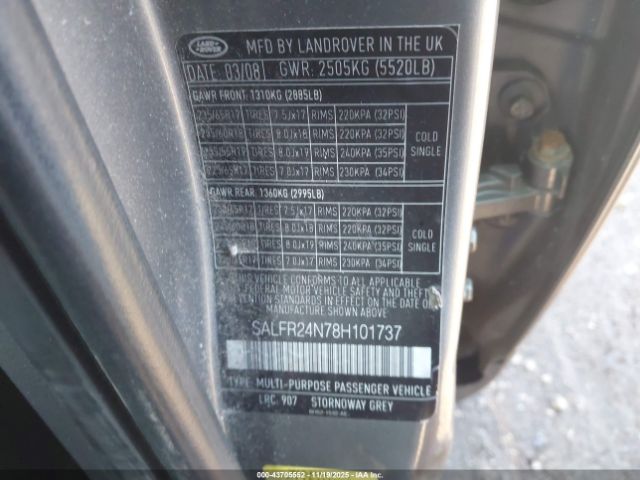 LAND ROVER
MFD BY LANDROVER IN THE UK
DATE: 03/08 GWR: 2505KG (5520LB)
GAWR FRONT: 1310KG (2885LB)
235/65R17 TIRES 7.5Jx17 RIMS 220KPA (32PSI)
TIRES 8.0Jx18 RIMS 220KPA (32PSI)
TIRES 8.0Jx19 RIMS 240KPA (35PSI)
TIRES 7.0Jx17 RIMS 230KPA (34PSI)
COLD
SINGLE
GAWR REAR: 1360KG (2995LB)
TIRES 7.5Jx17 RIMS 220KPA (32PSI)
TIRES 8.0Jx18 RIMS 220KPA (32PSI)
TIRES 8.0Jx19 RIMS 240KPA (35PSI)
TIRES 7.0Jx17 RIMS 230KPA (34PSI)
COLD
SINGLE
THIS VEHICLE CONFORMS TO ALL APPLICABLE
FEDERAL MOTOR VEHICLE SAFETY AND THEFT
PREVENTION STANDARDS IN EFFECT ON THE DATE OF
MANUFACTURE SHOWN ABOVE
SALFR24N78H101737
TYPE: MULTI-PURPOSE PASSENGER VEHICLE
LRC: 907 STORNOWAY GREY
000-43705552 - 11/19/2025 - IAAI.COM